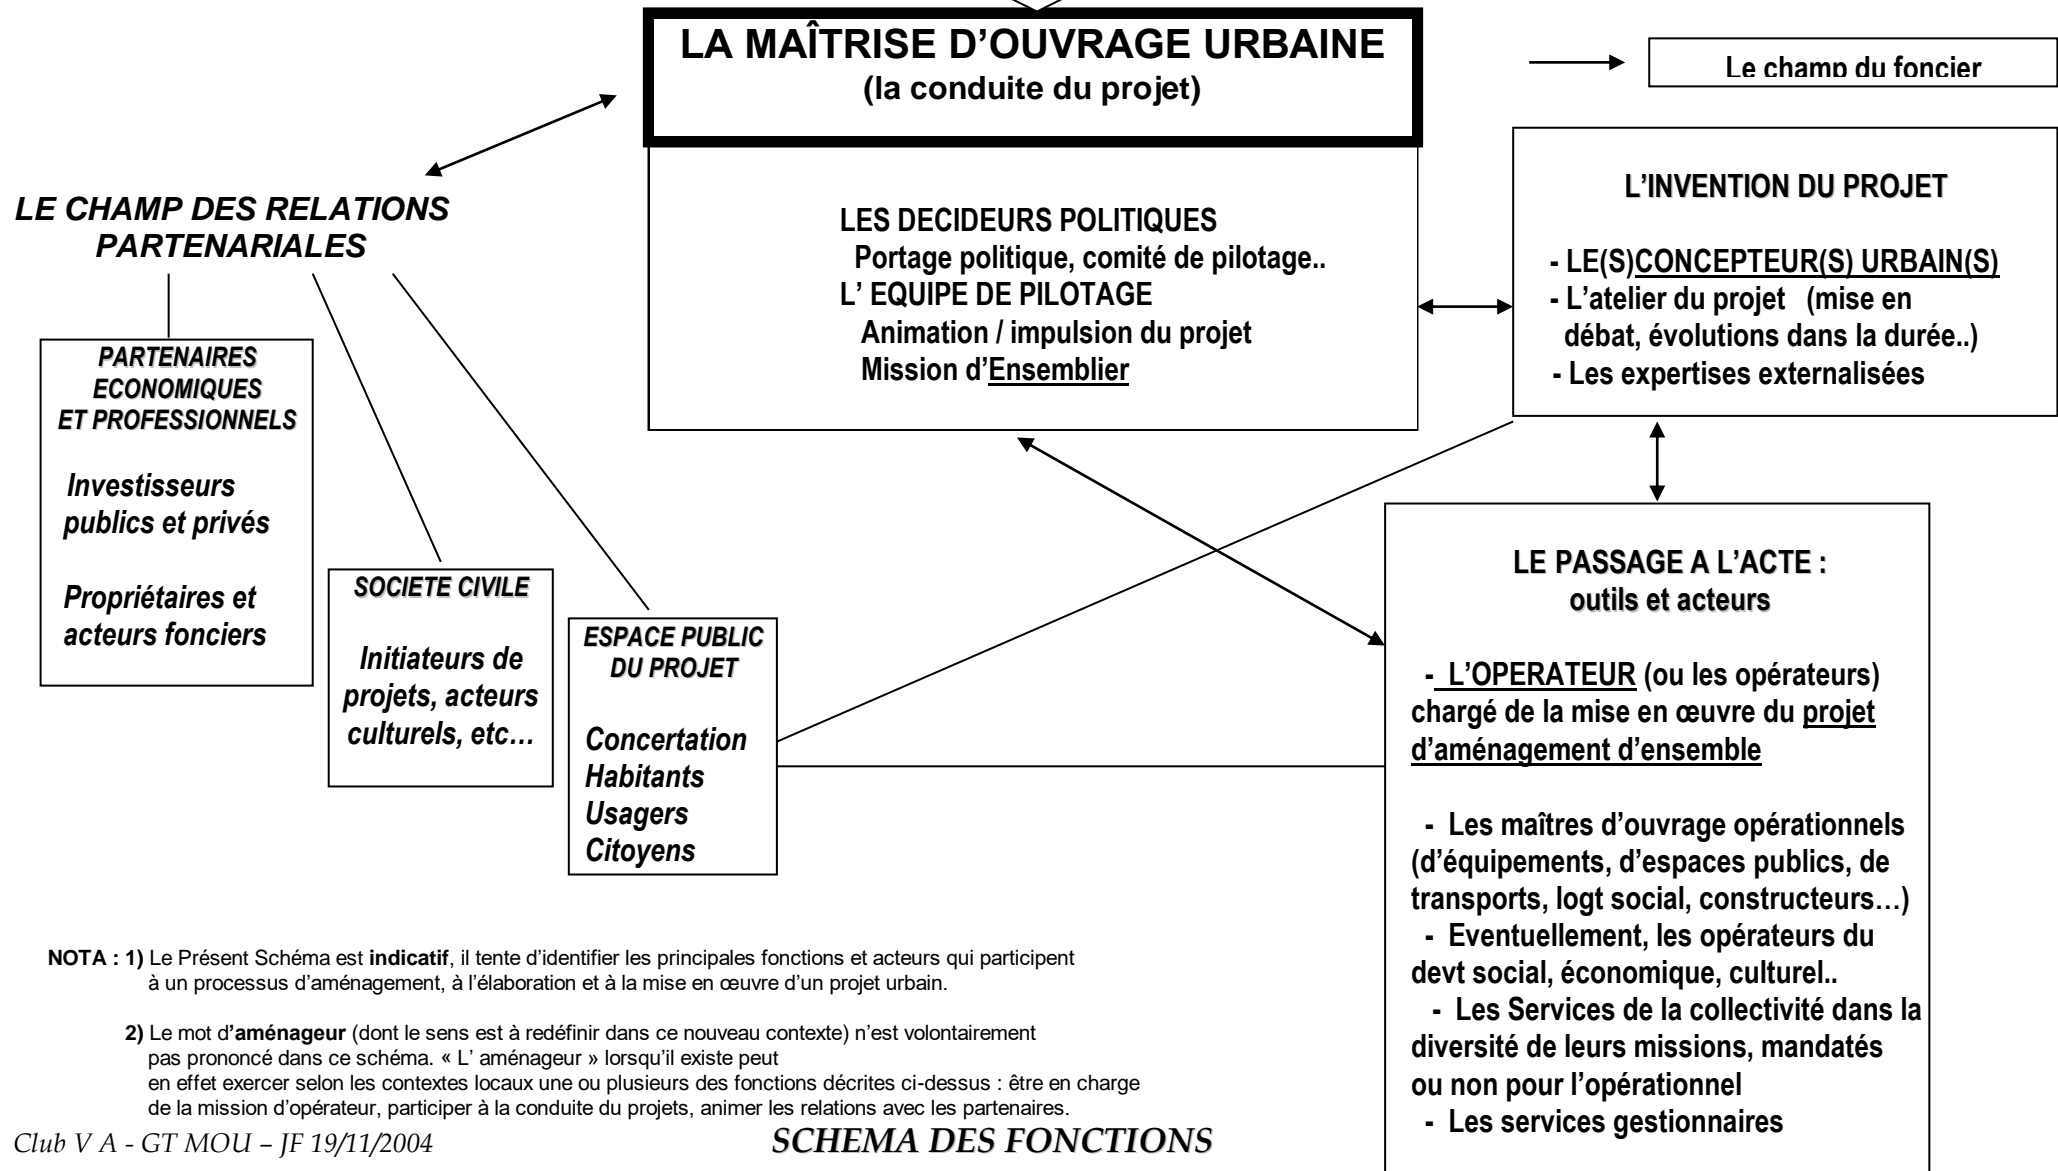 LA MAÎTRISE D’OUVRAGE URBAINE
(la conduite du projet)
Le champ du foncier
LE CHAMP DES RELATIONS
PARTENARIALES
LES DECIDEURS POLITIQUES
Portage politique, comité de pilotage..
L’ EQUIPE DE PILOTAGE
Animation / impulsion du projet
Mission d’Ensemblier
L’INVENTION DU PROJET
- LE(S)CONCEPTEUR(S) URBAIN(S)
- L’atelier du projet (mise en
débat, évolutions dans la durée..)
- Les expertises externalisées
PARTENAIRES
ECONOMIQUES
ET PROFESSIONNELS
Investisseurs
publics et privés
Propriétaires et
acteurs fonciers
SOCIETE CIVILE
Initiateurs de
projets, acteurs
culturels, etc…
ESPACE PUBLIC
DU PROJET
Concertation
Habitants
Usagers
Citoyens
LE PASSAGE A L’ACTE :
outils et acteurs
- L’OPERATEUR (ou les opérateurs)
chargé de la mise en œuvre du projet
d’aménagement d’ensemble
- Les maîtres d’ouvrage opérationnels
(d’équipements, d’espaces publics, de
transports, logt social, constructeurs…)
- Eventuellement, les opérateurs du
devt social, économique, culturel..
- Les Services de la collectivité dans la
diversité de leurs missions, mandatés
ou non pour l’opérationnel
- Les services gestionnaires
NOTA : 1) Le Présent Schéma est indicatif, il tente d’identifier les principales fonctions et acteurs qui participent
à un processus d’aménagement, à l’élaboration et à la mise en œuvre d’un projet urbain.
2) Le mot d’aménageur (dont le sens est à redéfinir dans ce nouveau contexte) n’est volontairement
pas prononcé dans ce schéma. « L’ aménageur » lorsqu’il existe peut
en effet exercer selon les contextes locaux une ou plusieurs des fonctions décrites ci-dessus : être en charge
de la mission d’opérateur, participer à la conduite du projets, animer les relations avec les partenaires.
Club V A - GT MOU – JF 19/11/2004
SCHEMA DES FONCTIONS